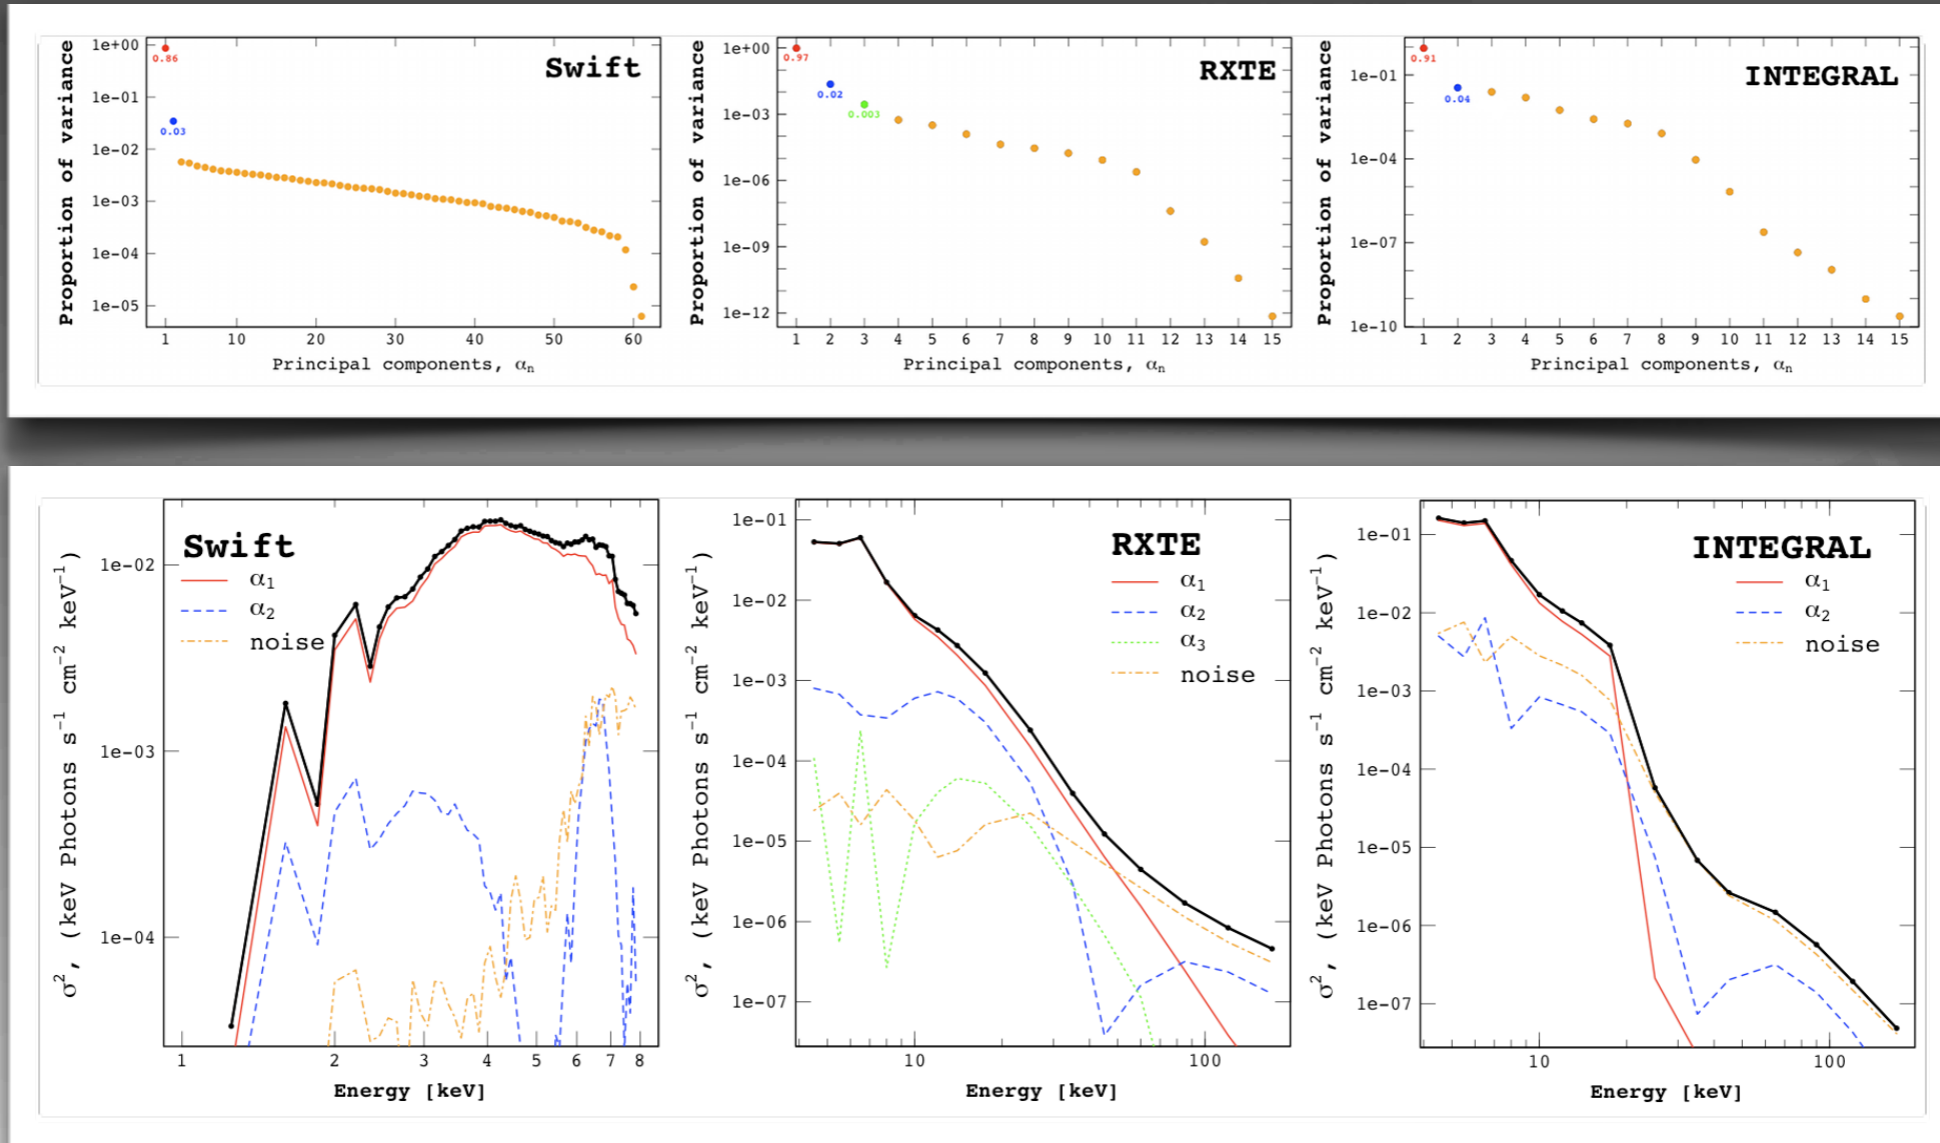 Swift
Proportion of variance
1e+00
1e-01
1e-02
1e-03
1e-04
1e-05
0.86
0.03
1 10 20 30 40 50 60
Principal components, αn
RXTE
Proportion of variance
1e+00
1e-03
1e-06
1e-09
1e-12
0.97
0.02
0.003
1 2 3 4 5 6 7 8 9 10 11 12 13 14 15
Principal components, αn
INTEGRAL
Proportion of variance
1e-01
1e-04
1e-07
1e-10
0.91
0.04
1 2 3 4 5 6 7 8 9 10 11 12 13 14 15
Principal components, αn
Swift
α1
α2
noise
σ², (keV Photons s⁻¹ cm⁻² keV⁻¹)
1e-02
1e-03
1e-04
1 2 3 4 5 6 7 8
Energy [keV]
RXTE
α1
α2
α3
noise
σ², (keV Photons s⁻¹ cm⁻² keV⁻¹)
1e-01
1e-02
1e-03
1e-04
1e-05
1e-06
1e-07
10 100
Energy [keV]
INTEGRAL
α1
α2
noise
σ², (keV Photons s⁻¹ cm⁻² keV⁻¹)
1e-01
1e-02
1e-03
1e-04
1e-05
1e-06
1e-07
10 100
Energy [keV]